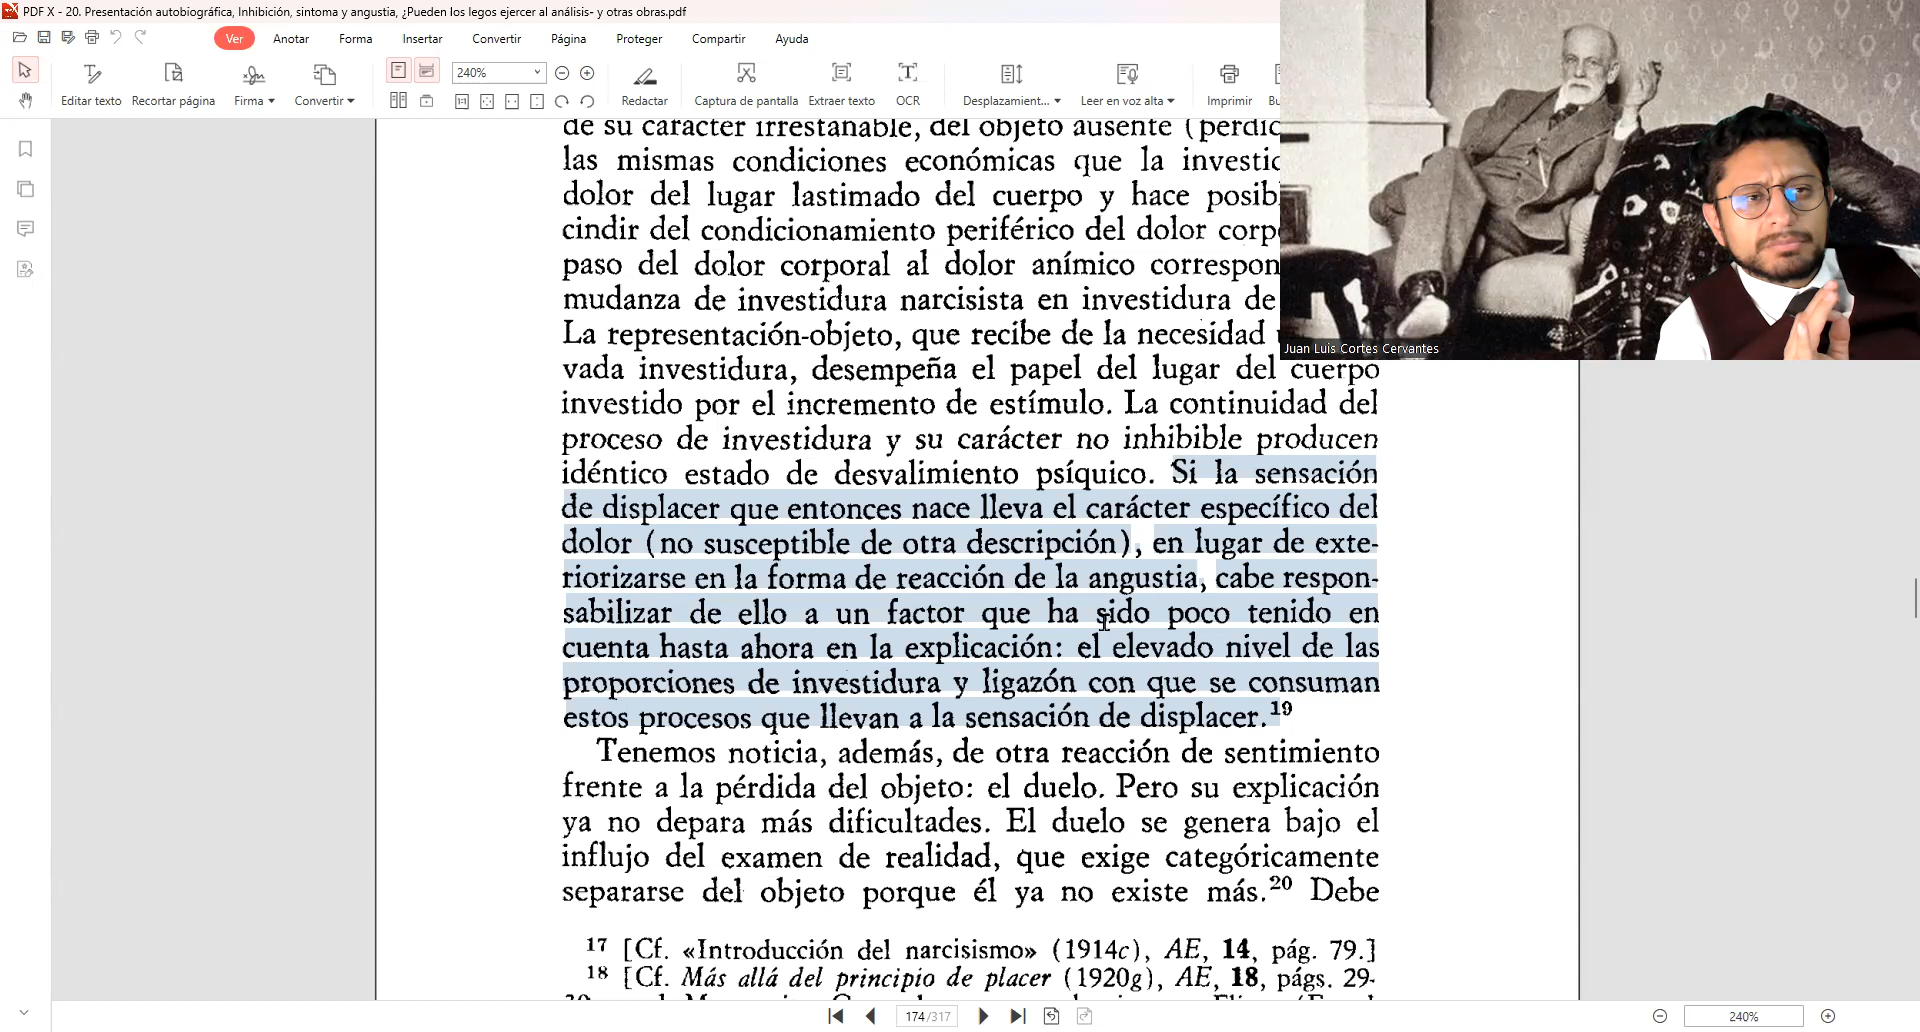 PDF X - 20. Presentación autobiográfica, Inhibición, sintoma y angustia, ¿Pueden los legos ejercer al análisis- y otras obras.pdf
Ver Anotar Forma Insertar Convertir Página Proteger Compartir Ayuda
240%
Editar texto Recortar página Firma Convertir Redactar Captura de pantalla Extraer texto OCR Desplazamient... Leer en voz alta Imprimir Bu
de su carácter irrestañable, del objeto ausente (perdid
las mismas condiciones económicas que la investid
dolor del lugar lastimado del cuerpo y hace posib
cindir del condicionamiento periférico del dolor corp
paso del dolor corporal al dolor anímico correspon
mudanza de investidura narcisista en investidura de
La representación-objeto, que recibe de la necesidad
vada investidura, desempeña el papel del lugar del cuerpo
investido por el incremento de estímulo. La continuidad del
proceso de investidura y su carácter no inhibible producen
idéntico estado de desvalimiento psíquico. Si la sensación
de displacer que entonces nace lleva el carácter específico del
dolor (no susceptible de otra descripción), en lugar de exte-
riorizarse en la forma de reacción de la angustia, cabe respon-
sabilizar de ello a un factor que ha sido poco tenido en
cuenta hasta ahora en la explicación: el elevado nivel de las
proporciones de investidura y ligazón con que se consuman
estos procesos que llevan a la sensación de displacer.19
Tenemos noticia, además, de otra reacción de sentimiento
frente a la pérdida del objeto: el duelo. Pero su explicación
ya no depara más dificultades. El duelo se genera bajo el
influjo del examen de realidad, que exige categóricamente
separarse del objeto porque él ya no existe más.20 Debe
17 [Cf. «Introducción del narcisismo» (1914c), AE, 14, pág. 79.]
18 [Cf. Más allá del principio de placer (1920g), AE, 18, págs. 29-
Juan Luis Cortes Cervantes
174/317
240%